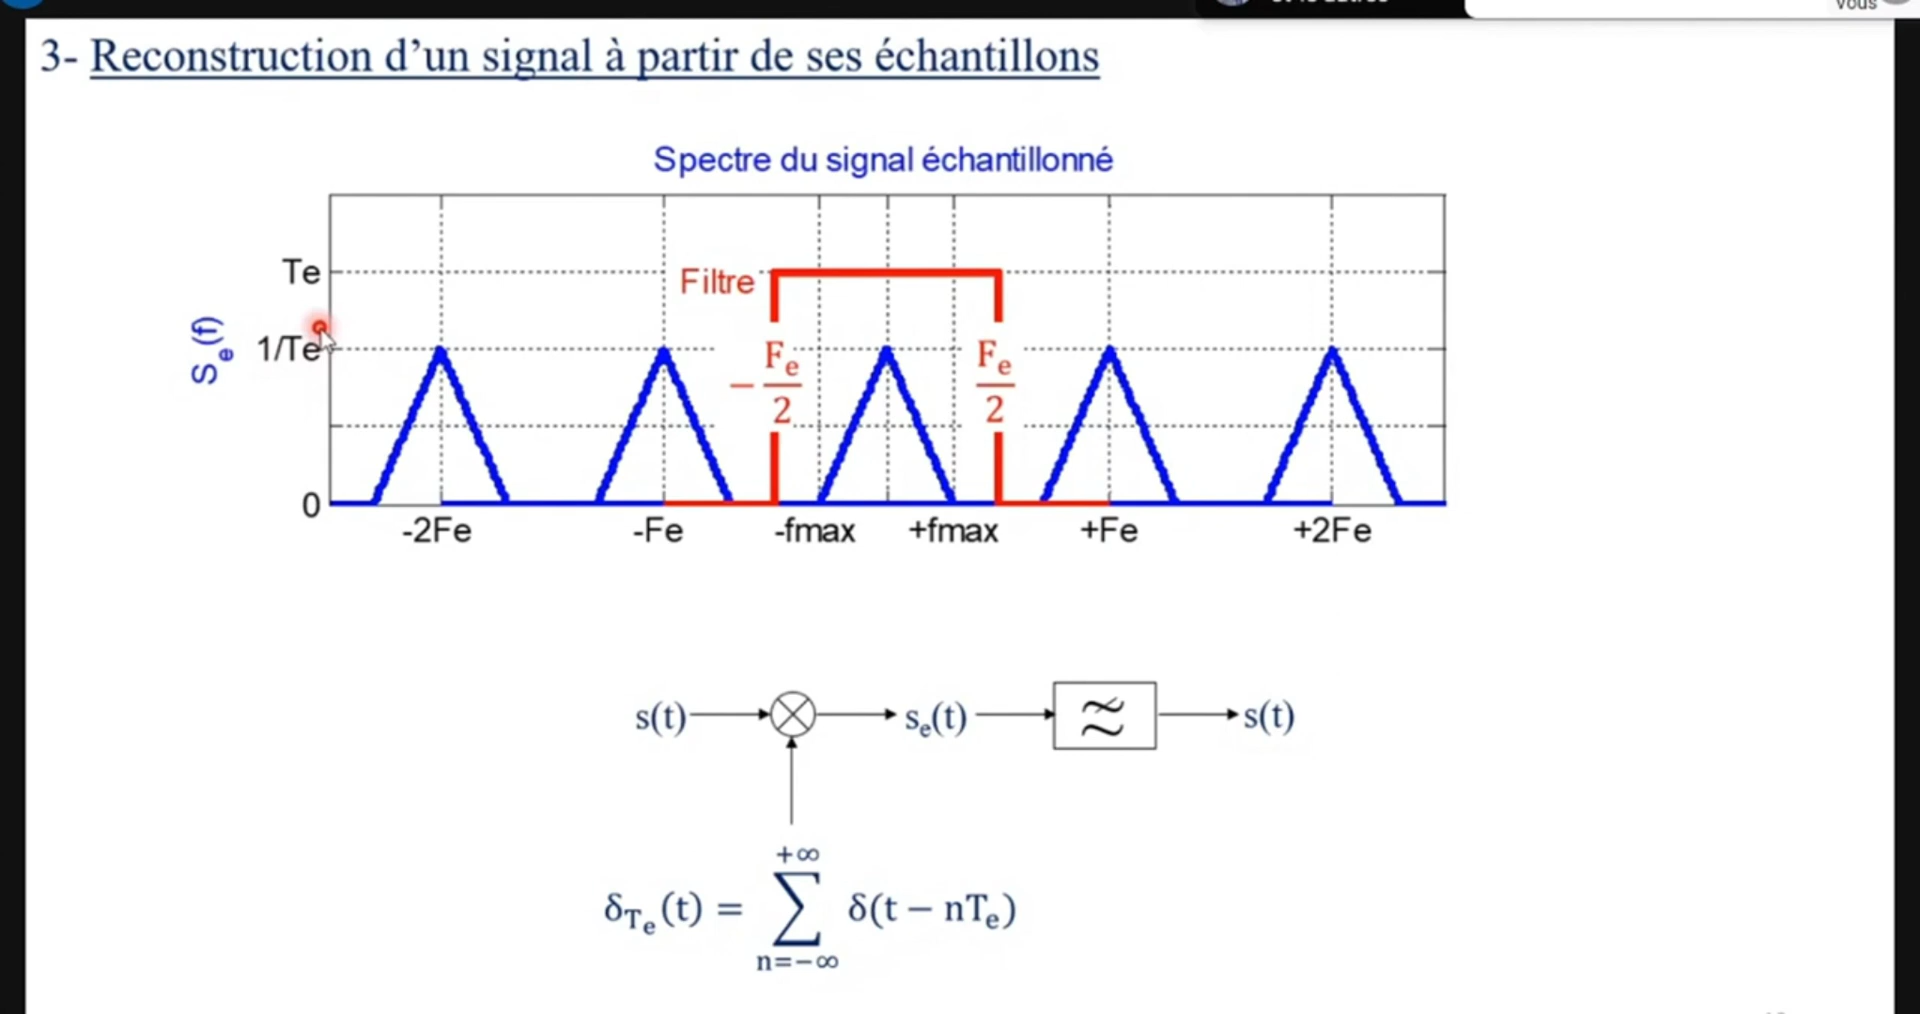 Vous
3- Reconstruction d’un signal à partir de ses échantillons
Spectre du signal échantillonné
Te
Filtre
Se(f)
1/Te
− Fe/2
Fe/2
0
-2Fe -Fe -fmax +fmax +Fe +2Fe
s(t) se(t) s(t)
+∞
δTe(t) = ∑ δ(t − nTe)
n=−∞